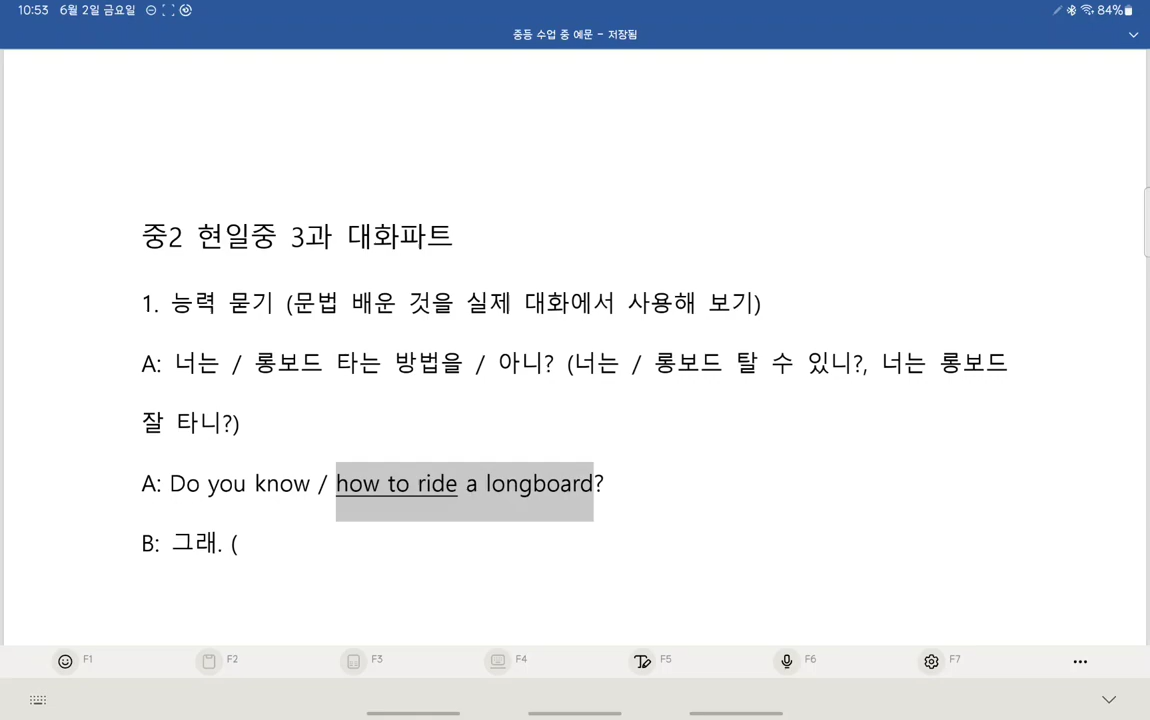 10:53 6월 2일 금요일 84%
중등 수업 중 예문 - 저장됨
중2 현일중 3과 대화파트
1. 능력 묻기 (문법 배운 것을 실제 대화에서 사용해 보기)
A: 너는 / 롱보드 타는 방법을 / 아니? (너는 / 롱보드 탈 수 있니?, 너는 롱보드
잘 타니?)
A: Do you know / how to ride a longboard?
B: 그래. (
F1 F2 F3 F4 F5 F6 F7